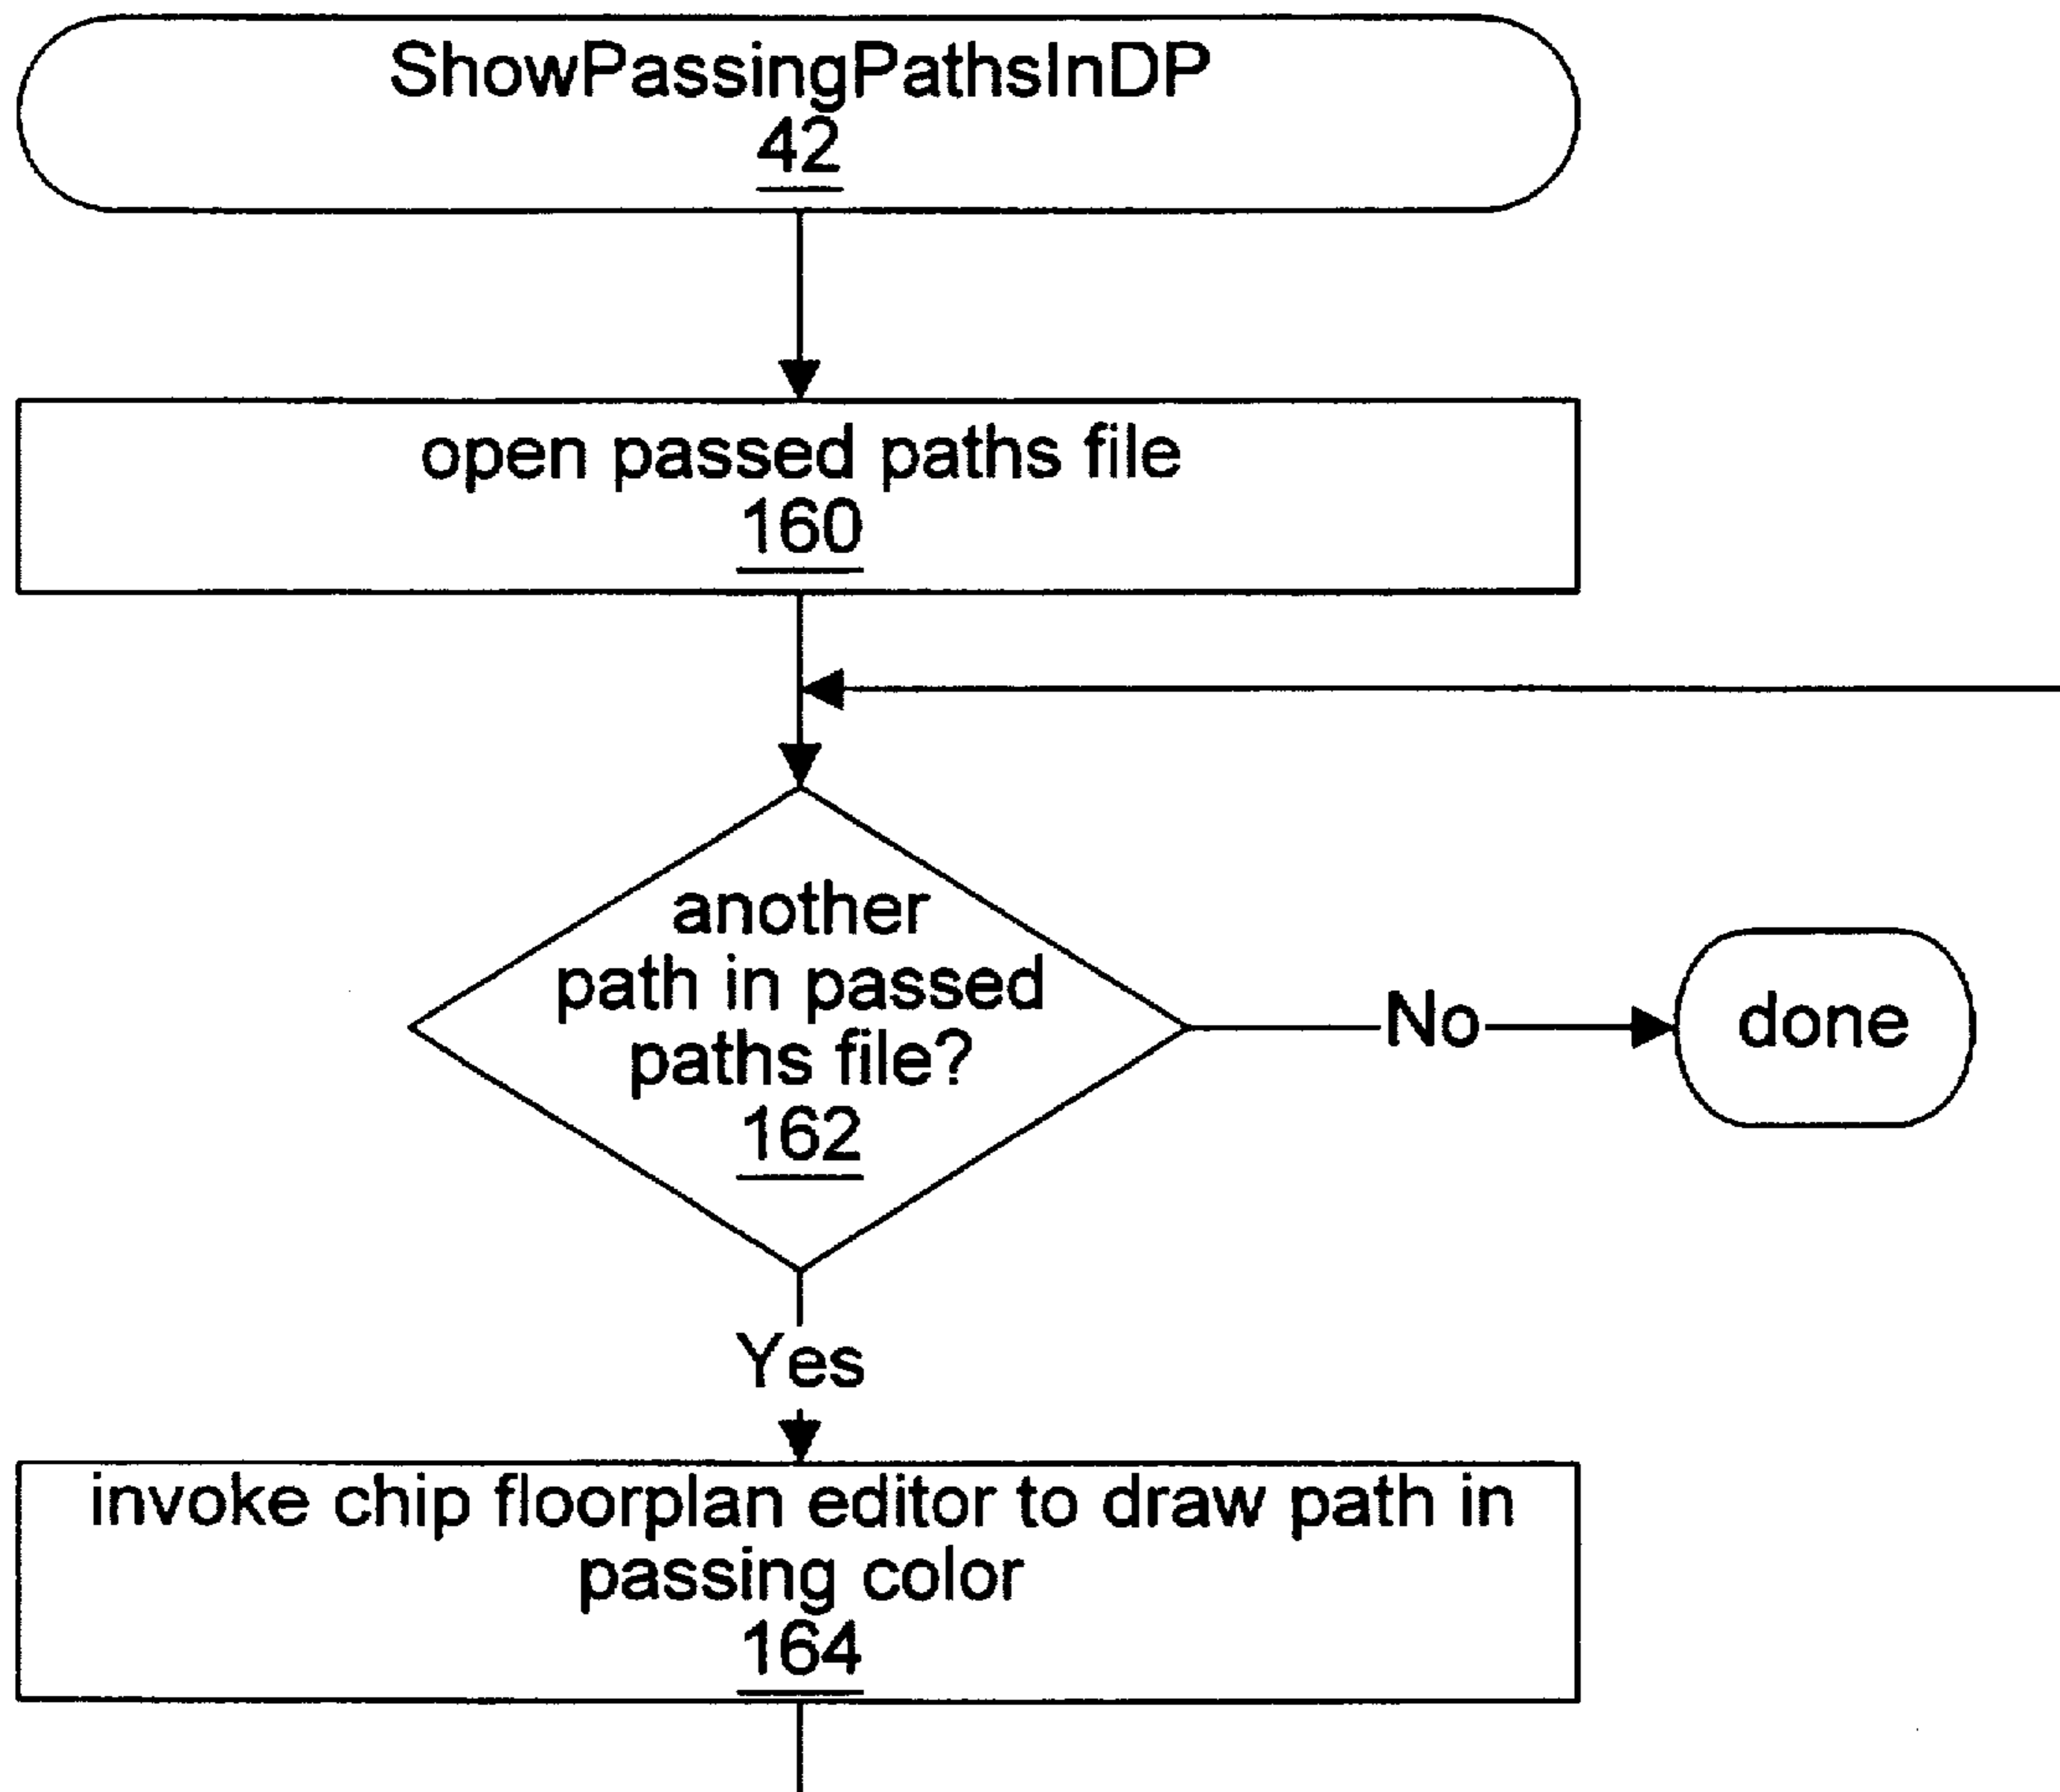 ShowPassingPathsInDP
42
open passed paths file
160
another
path in passed
paths file?
162
No
done
Yes
invoke chip floorplan editor to draw path in
passing color
164